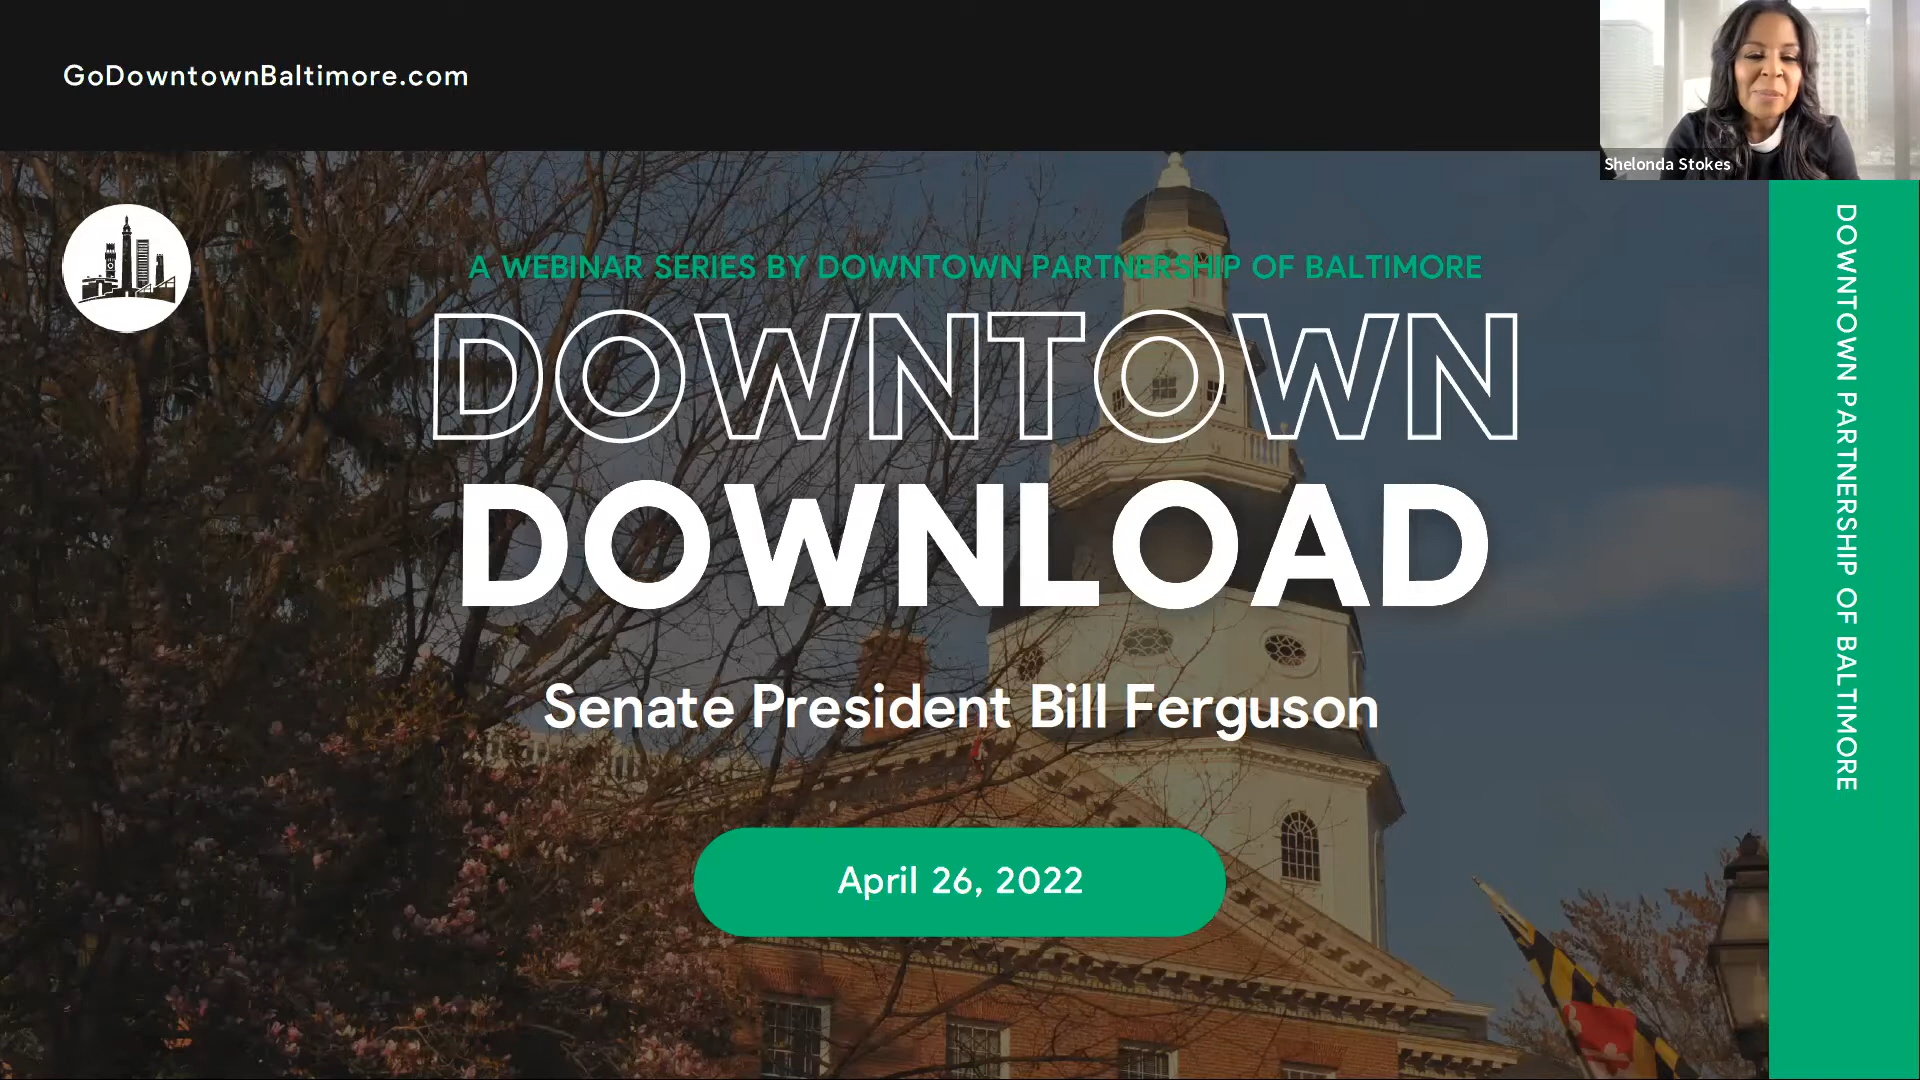 GoDowntownBaltimore.com
Shelonda Stokes
A WEBINAR SERIES BY DOWNTOWN PARTNERSHIP OF BALTIMORE
DOWNTOWN
DOWNLOAD
Senate President Bill Ferguson
April 26, 2022
DOWNTOWN PARTNERSHIP OF BALTIMORE